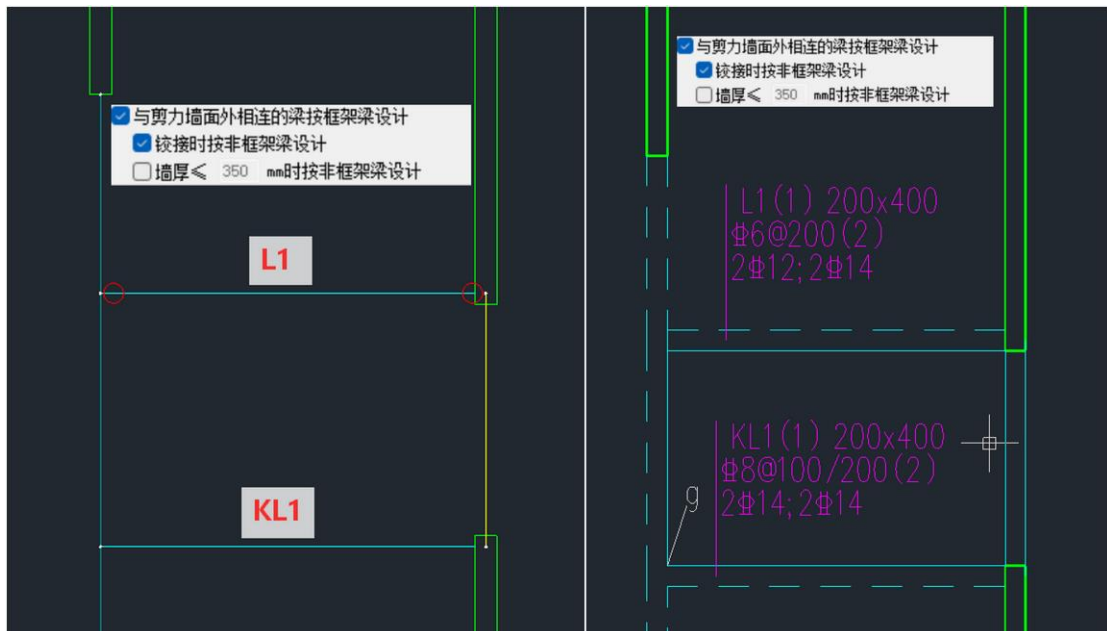 与剪力墙面外相连的梁按框架梁设计
铰接时按非框架梁设计
墙厚≤ 350 mm时按非框架梁设计
L1
KL1
与剪力墙面外相连的梁按框架梁设计
铰接时按非框架梁设计
墙厚≤ 350 mm时按非框架梁设计
L1(1) 200x400
⌀6@200(2)
2⌀12;2⌀14
KL1(1) 200x400
⌀8@100/200(2)
2⌀14;2⌀14
g